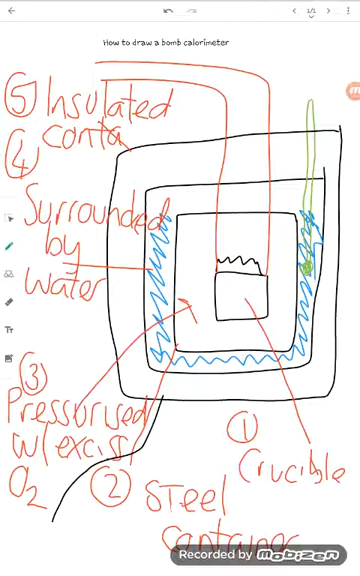 1/1
How to draw a bomb calorimeter
⑤ Insulated
conta
④
Surrounded
by
water
③
Pressurised
w/ excess
O2
①
Crucible
② Steel
container
Tт
Recorded by mobizen